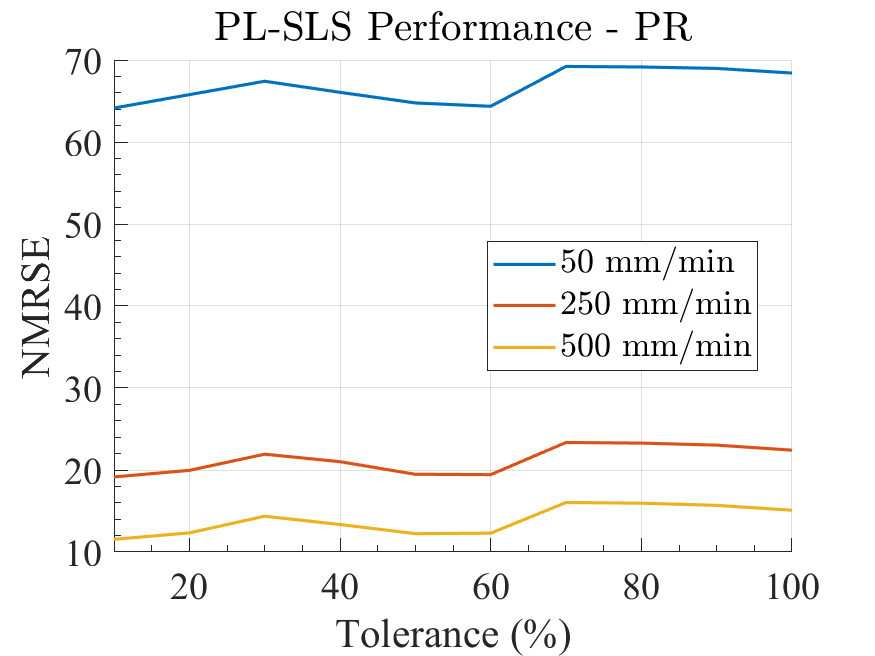 PL-SLS Performance - PR
70
60
50
40
30
20
10
NMRSE
50 mm/min
250 mm/min
500 mm/min
20 40 60 80 100
Tolerance (%)